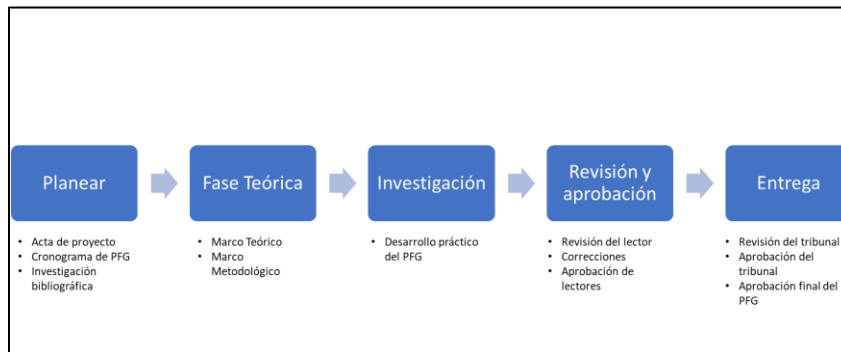 Planear
• Acta de proyecto
• Cronograma de PFG
• Investigación
bibliográfica
Fase Teórica
• Marco Teórico
• Marco
Metodológico
Investigación
• Desarrollo práctico
del PFG
Revisión y
aprobación
• Revisión del lector
• Correcciones
• Aprobación de
lectores
Entrega
• Revisión del tribunal
• Aprobación del
tribunal
• Aprobación final del
PFG